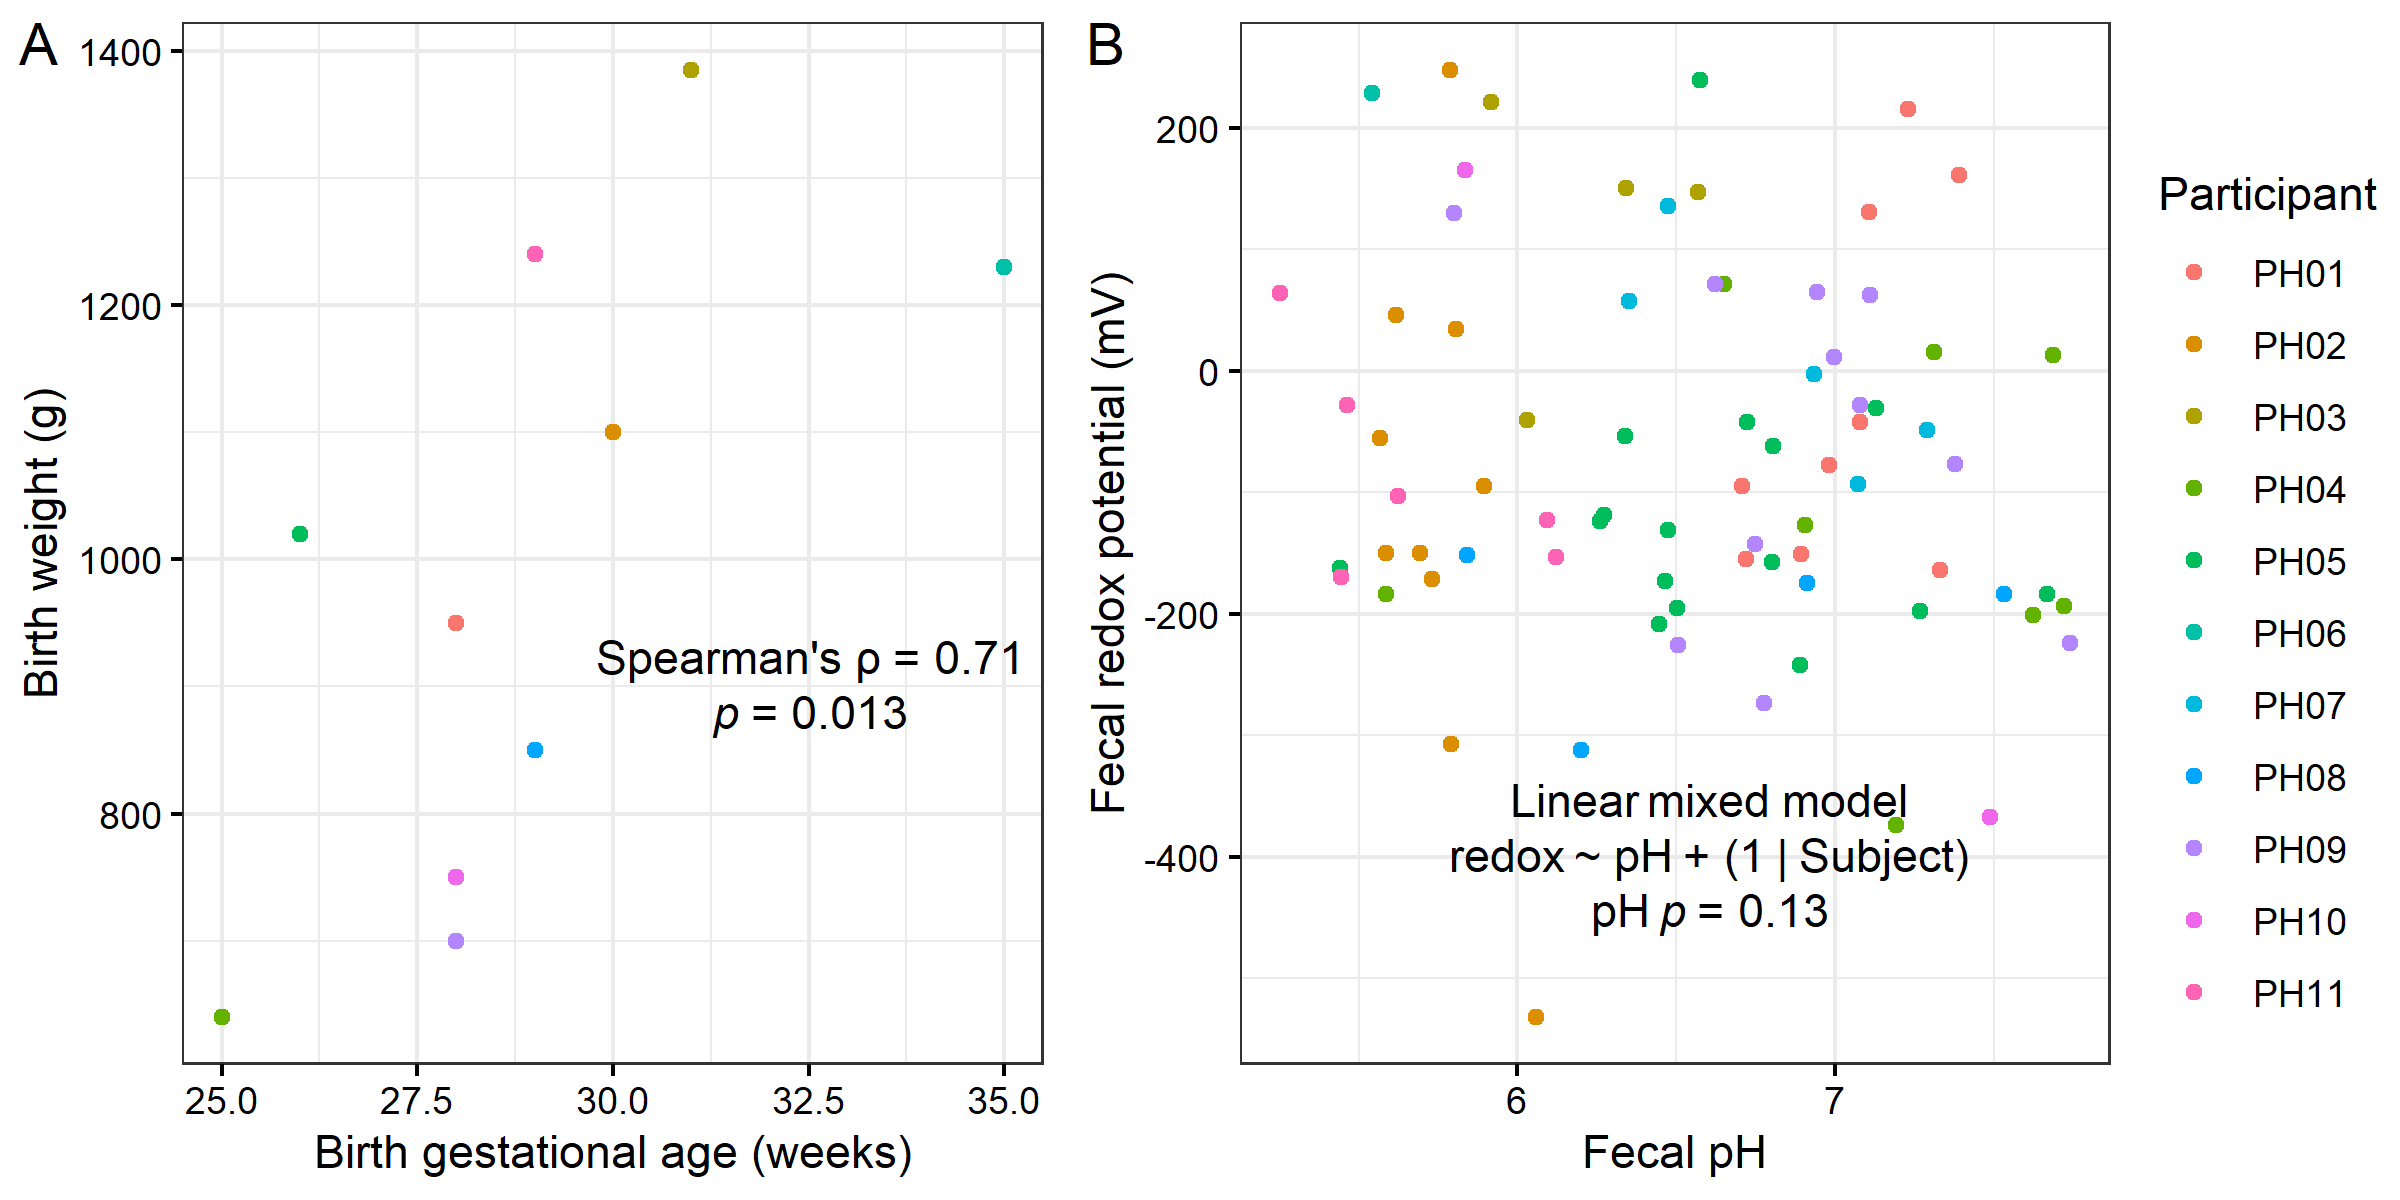 A
1400
1200
1000
800
Birth weight (g)
Spearman's ρ = 0.71
p = 0.013
25.0 27.5 30.0 32.5 35.0
Birth gestational age (weeks)
B
200
0
-200
-400
Fecal redox potential (mV)
Linear mixed model
redox ~ pH + (1 | Subject)
pH p = 0.13
6 7
Fecal pH
Participant
PH01
PH02
PH03
PH04
PH05
PH06
PH07
PH08
PH09
PH10
PH11